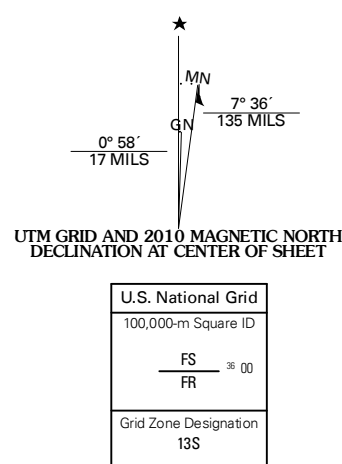 ★
MN
7° 36´
135 MILS
GN
0° 58´
17 MILS
UTM GRID AND 2010 MAGNETIC NORTH
DECLINATION AT CENTER OF SHEET
U.S. National Grid
100,000-m Square ID
FS
36 00
FR
Grid Zone Designation
13S